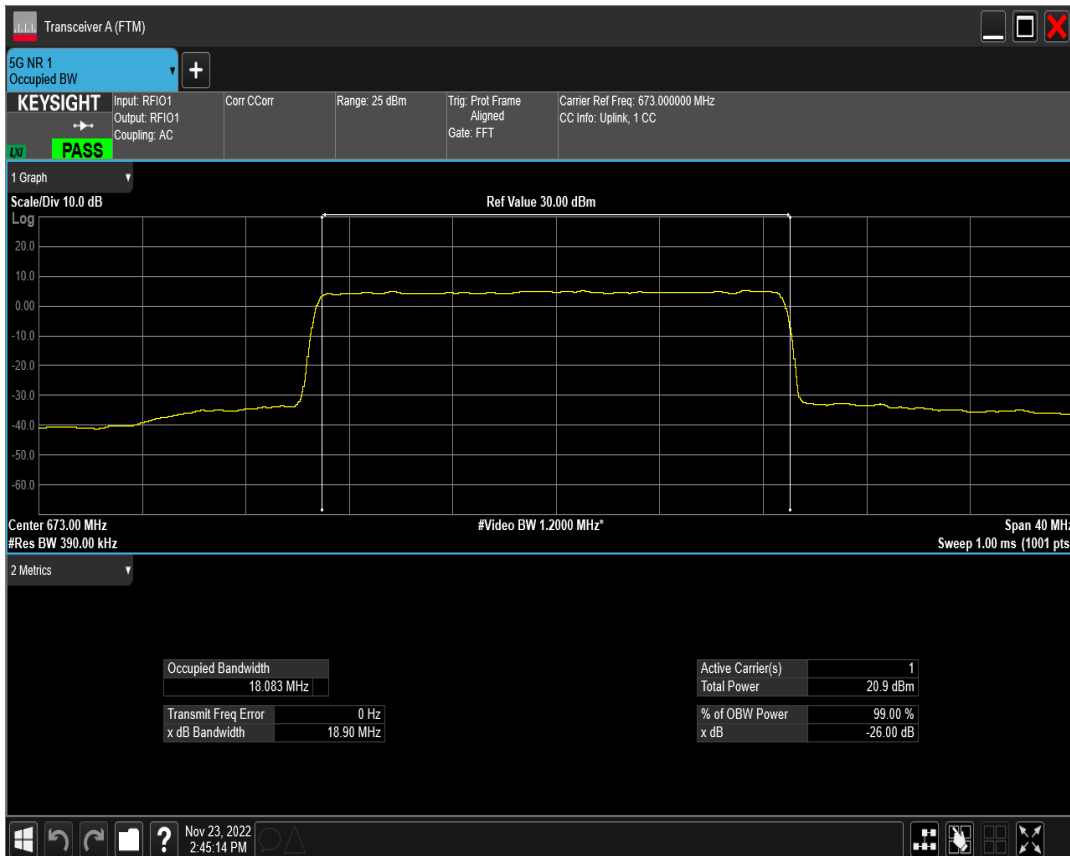 Transceiver A (FTM)
5G NR 1
Occupied BW
+
KEYSIGHT
LXI
PASS
Input: RFIO1
Output: RFIO1
Coupling: AC
Corr CCorr
Range: 25 dBm
Trig: Prot Frame
Aligned
Gate: FFT
Carrier Ref Freq: 673.000000 MHz
CC Info: Uplink, 1 CC
1 Graph
Scale/Div 10.0 dB
Ref Value 30.00 dBm
Log
20.0
10.0
0.00
-10.0
-20.0
-30.0
-40.0
-50.0
-60.0
Center 673.00 MHz
#Video BW 1.2000 MHz*
Span 40 MHz
#Res BW 390.00 kHz
Sweep 1.00 ms (1001 pts
2 Metrics
Occupied Bandwidth
18.083 MHz
Transmit Freq Error 0 Hz
x dB Bandwidth 18.90 MHz
Active Carrier(s) 1
Total Power 20.9 dBm
% of OBW Power 99.00 %
x dB -26.00 dB
?
Nov 23, 2022
2:45:14 PM